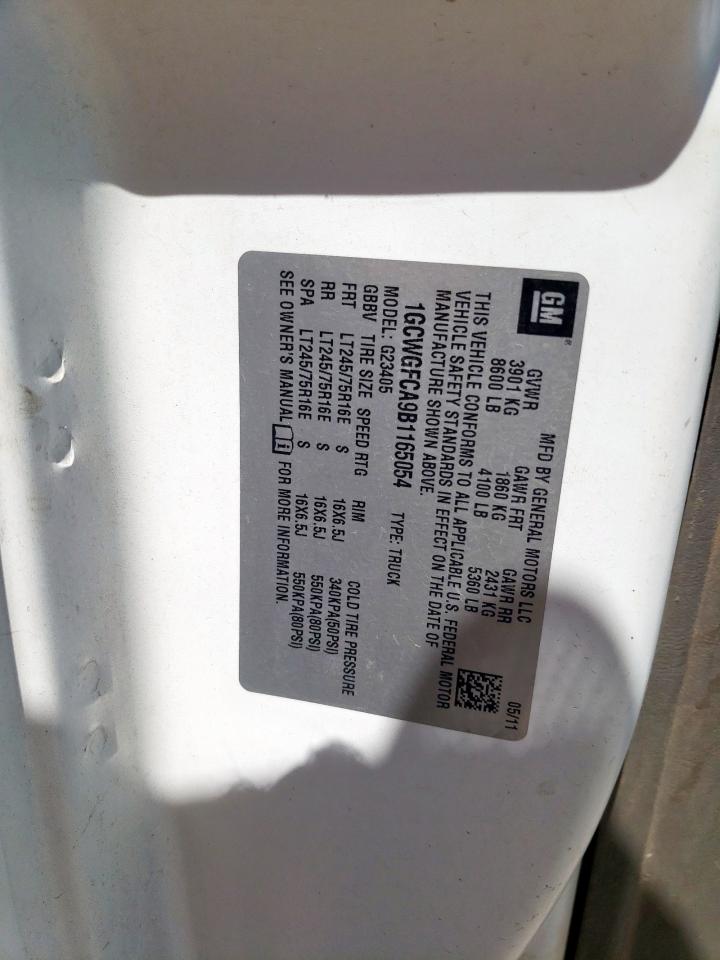 GM®
MFD BY GENERAL MOTORS LLC 05/11
GVWR GAWR FRT GAWR RR
3901 KG 1860 KG 2431 KG
8600 LB 4100 LB 5360 LB
THIS VEHICLE CONFORMS TO ALL APPLICABLE U.S. FEDERAL MOTOR
VEHICLE SAFETY STANDARDS IN EFFECT ON THE DATE OF
MANUFACTURE SHOWN ABOVE.
1GCWGFCA9B1165054 TYPE: TRUCK
MODEL: G23405
GBBV TIRE SIZE SPEED RTG RIM COLD TIRE PRESSURE
FRT LT245/75R16E S 16X6.5J 340KPA(50PSI)
RR LT245/75R16E S 16X6.5J 550KPA(80PSI)
SPA LT245/75R16E S 16X6.5J 550KPA(80PSI)
SEE OWNER'S MANUAL i FOR MORE INFORMATION.